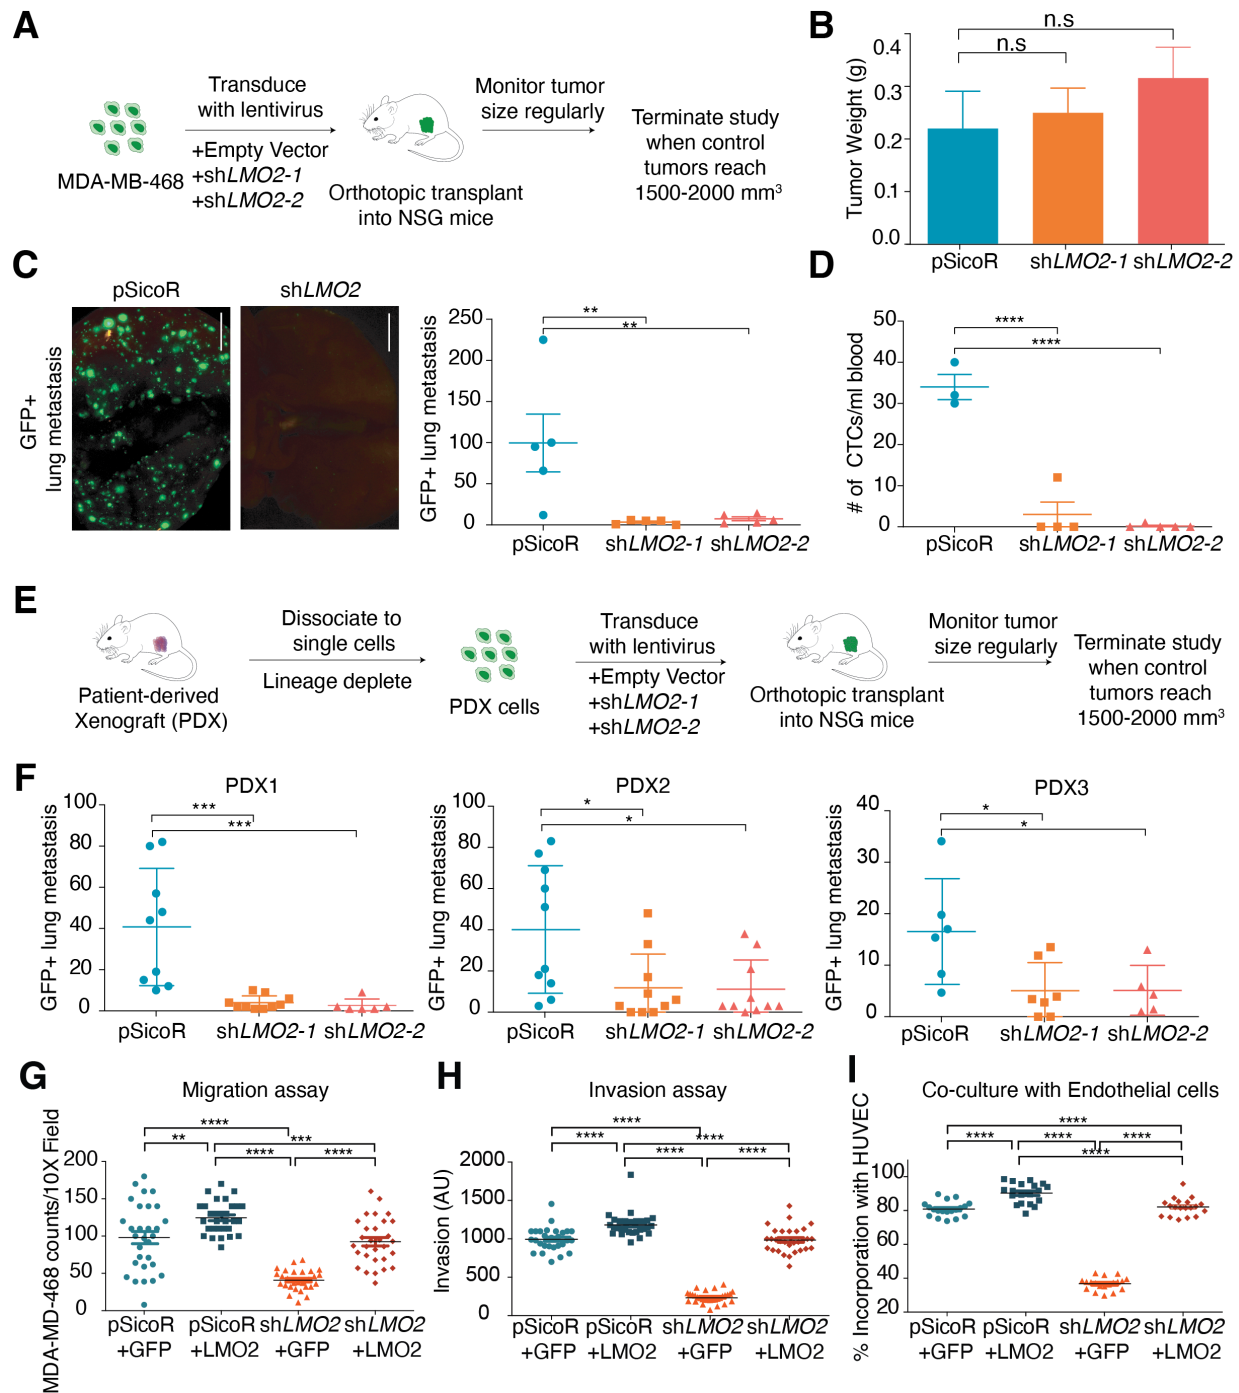 A
MDA-MB-468
Transduce
with lentivirus
+Empty Vector
+shLMO2-1
+shLMO2-2
Orthotopic transplant
into NSG mice
Monitor tumor
size regularly
Terminate study
when control
tumors reach
1500-2000 mm³
B
n.s
n.s
Tumor Weight (g)
0.4
0.3
0.2
0.1
0.0
pSicoR
shLMO2-1
shLMO2-2
C
pSicoR
shLMO2
GFP+
lung metastasis
GFP+ lung metastasis
250
200
150
100
50
0
**
**
pSicoR
shLMO2-1
shLMO2-2
D
# of CTCs/ml blood
50
40
30
20
10
0
****
****
pSicoR
shLMO2-1
shLMO2-2
E
Patient-derived
Xenograft (PDX)
Dissociate to
single cells
Lineage deplete
PDX cells
Transduce
with lentivirus
+Empty Vector
+shLMO2-1
+shLMO2-2
Orthotopic transplant
into NSG mice
Monitor tumor
size regularly
Terminate study
when control
tumors reach
1500-2000 mm³
F
PDX1
GFP+ lung metastasis
100
80
60
40
20
0
***
***
pSicoR
shLMO2-1
shLMO2-2
PDX2
GFP+ lung metastasis
100
80
60
40
20
0
*
*
pSicoR
shLMO2-1
shLMO2-2
PDX3
GFP+ lung metastasis
40
30
20
10
0
*
*
pSicoR
shLMO2-1
shLMO2-2
G
Migration assay
MDA-MD-468 counts/10X Field
200
150
100
50
0
****
**
***
****
****
pSicoR
+GFP
pSicoR
+LMO2
shLMO2
+GFP
shLMO2
+LMO2
H
Invasion assay
Invasion (AU)
2000
1500
1000
500
0
****
****
****
****
****
pSicoR
+GFP
pSicoR
+LMO2
shLMO2
+GFP
shLMO2
+LMO2
I
Co-culture with Endothelial cells
% Incorporation with HUVEC
100
80
60
40
20
****
****
****
****
****
pSicoR
+GFP
pSicoR
+LMO2
shLMO2
+GFP
shLMO2
+LMO2